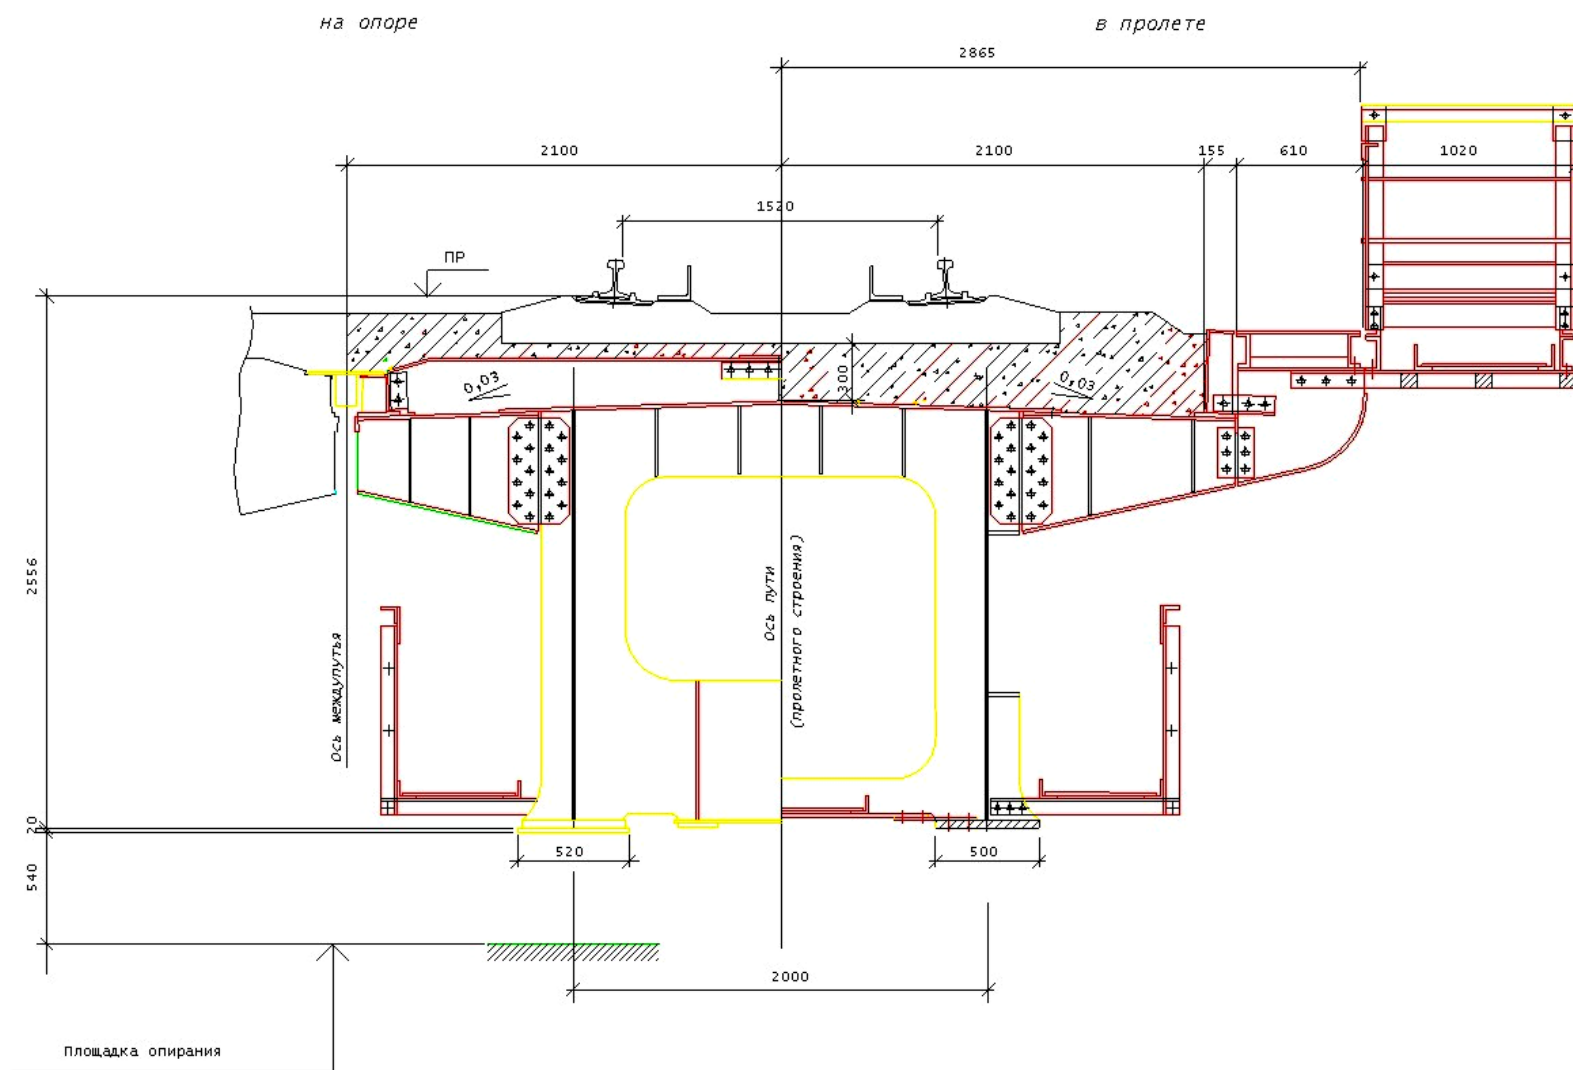 на опоре
в пролете
2865
2100
2100
155
610
1020
1520
ПР
0,03
300
0,03
2556
Ось междупутья
Ось пути
(пролетного строения)
20
540
520
500
2000
Площадка опирания